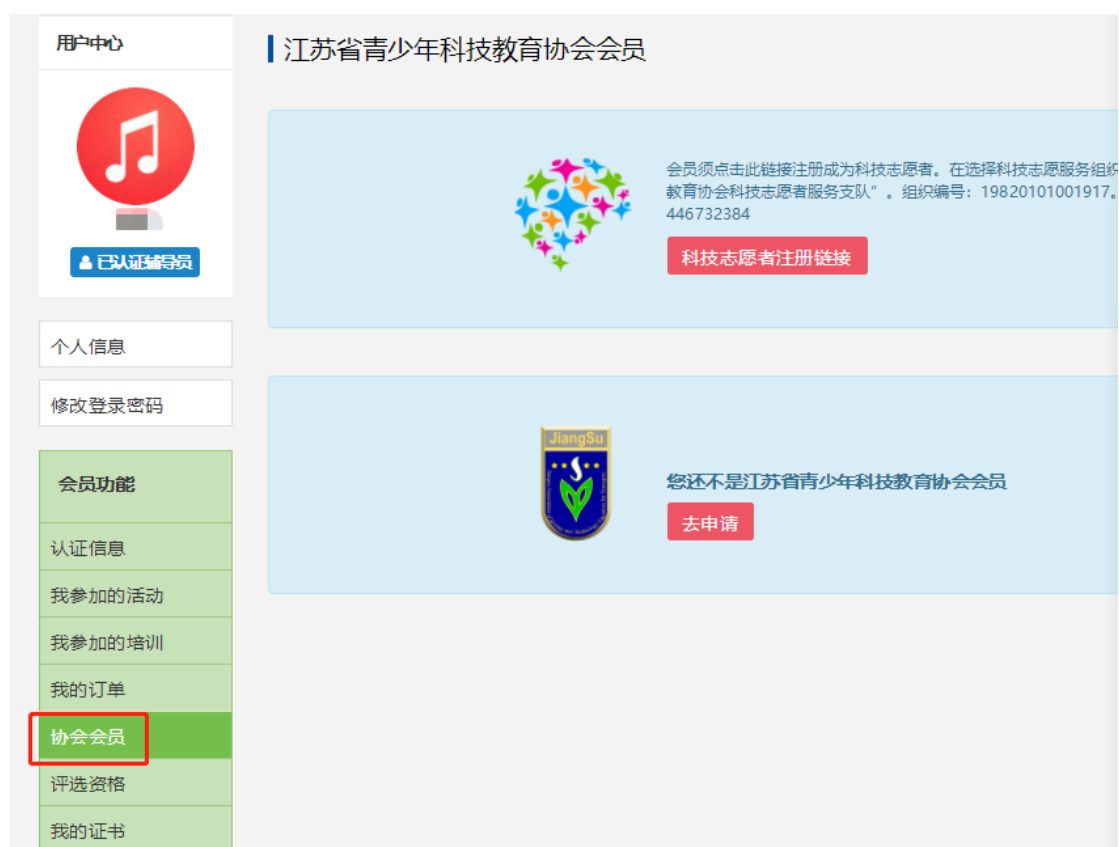 用户中心
已认证辅导员
个人信息
修改登录密码
会员功能
认证信息
我参加的活动
我参加的培训
我的订单
协会会员
评选资格
我的证书
江苏省青少年科技教育协会会员
会员须点击此链接注册成为科技志愿者。在选择科技志愿服务组织
教育协会科技志愿者服务支队”。组织编号：19820101001917。
446732384
科技志愿者注册链接
JiangSu
您还不是江苏省青少年科技教育协会会员
去申请